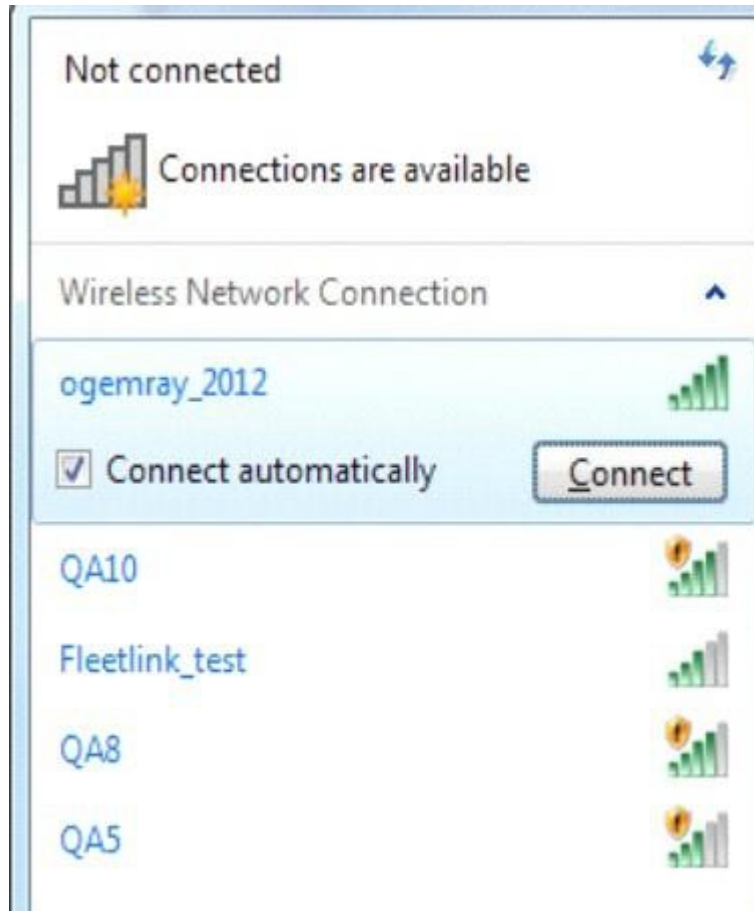 Not connected
Connections are available
Wireless Network Connection
ogemray_2012
Connect automatically
Connect
QA10
Fleetlink_test
QA8
QA5